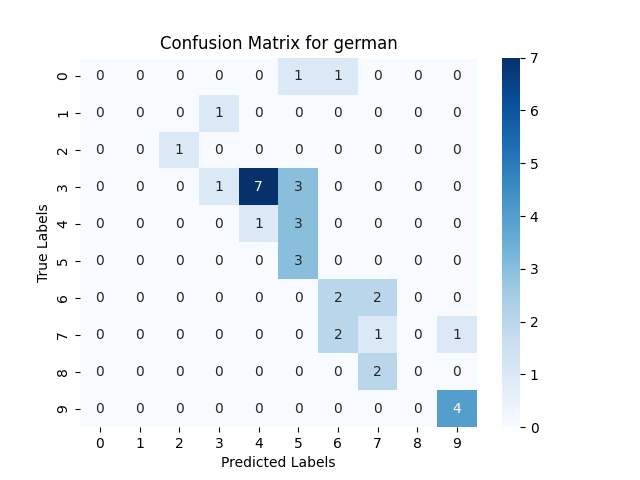 Confusion Matrix for german
True Labels
0 0 0 0 0 0 1 1 0 0 0
1 0 0 0 1 0 0 0 0 0 0
2 0 0 1 0 0 0 0 0 0 0
3 0 0 0 1 7 3 0 0 0 0
4 0 0 0 0 1 3 0 0 0 0
5 0 0 0 0 0 3 0 0 0 0
6 0 0 0 0 0 0 2 2 0 0
7 0 0 0 0 0 0 2 1 0 1
8 0 0 0 0 0 0 0 2 0 0
9 0 0 0 0 0 0 0 0 0 4
0 1 2 3 4 5 6 7 8 9
Predicted Labels
7
6
5
4
3
2
1
0